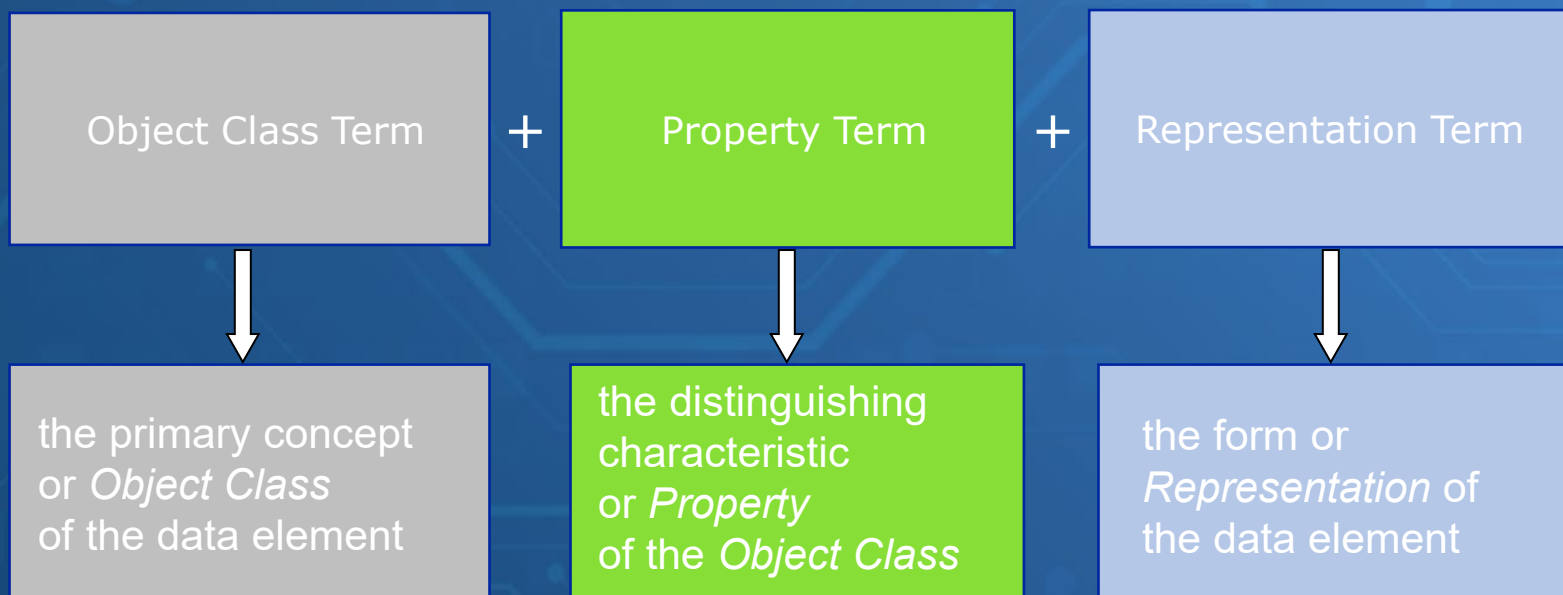 Object Class Term + Property Term + Representation Term
the primary concept
or Object Class
of the data element
the distinguishing
characteristic
or Property
of the Object Class
the form or
Representation of
the data element